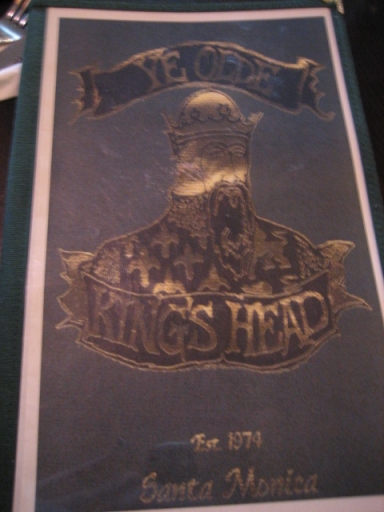 YE OLDE
KING'S HEAD
Est. 1974
Santa Monica